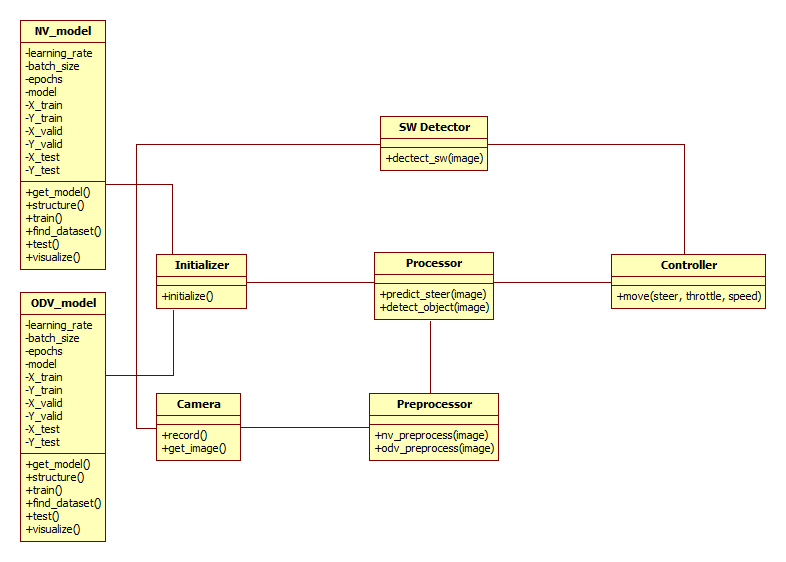 NV_model
-learning_rate
-batch_size
-epochs
-model
-X_train
-Y_train
-X_valid
-Y_valid
-X_test
-Y_test
+get_model()
+structure()
+train()
+find_dataset()
+test()
+visualize()
ODV_model
-learning_rate
-batch_size
-epochs
-model
-X_train
-Y_train
-X_valid
-Y_valid
-X_test
-Y_test
+get_model()
+structure()
+train()
+find_dataset()
+test()
+visualize()
SW Detector
+dectect_sw(image)
Initializer
+initialize()
Processor
+predict_steer(image)
+detect_object(image)
Controller
+move(steer, throttle, speed)
Camera
+record()
+get_image()
Preprocessor
+nv_preprocess(image)
+odv_preprocess(image)